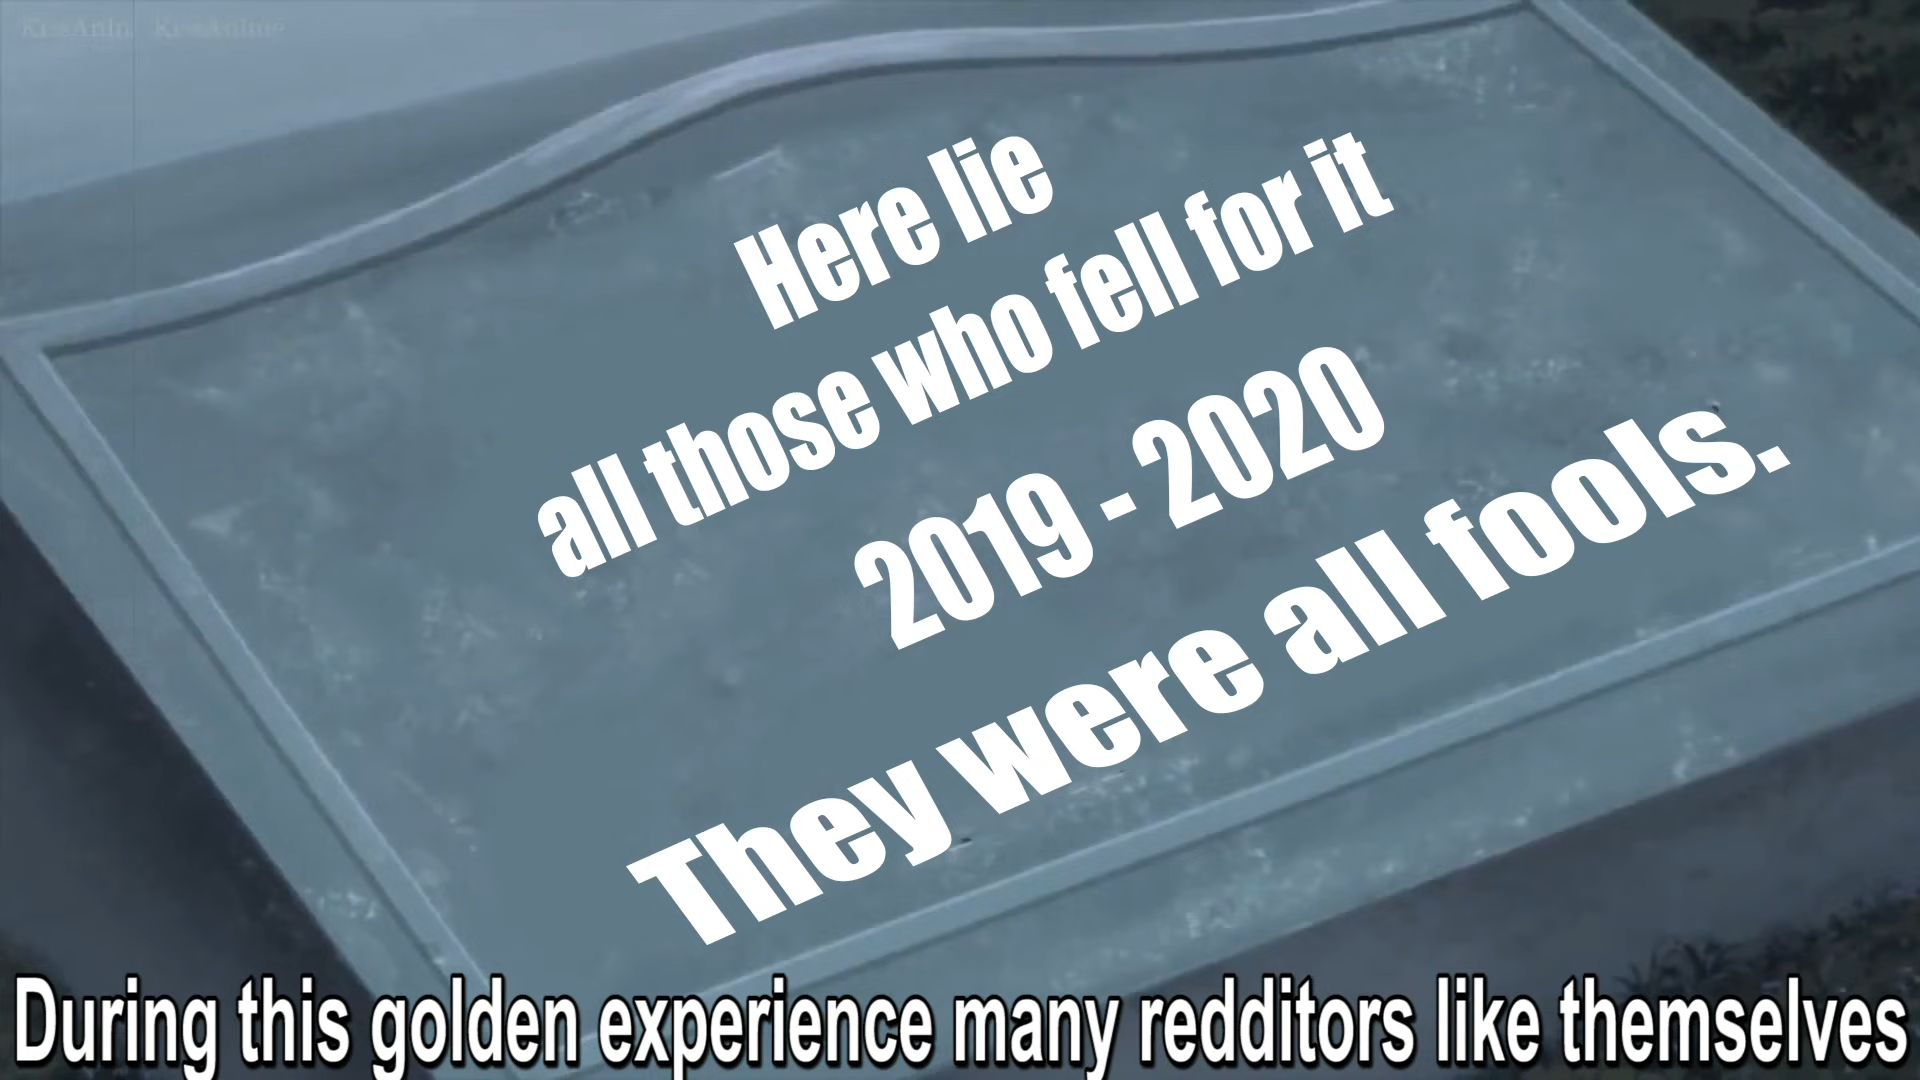 Here lie
all those who fell for it
2019 - 2020
They were all fools.
During this golden experience many redditors like themselves